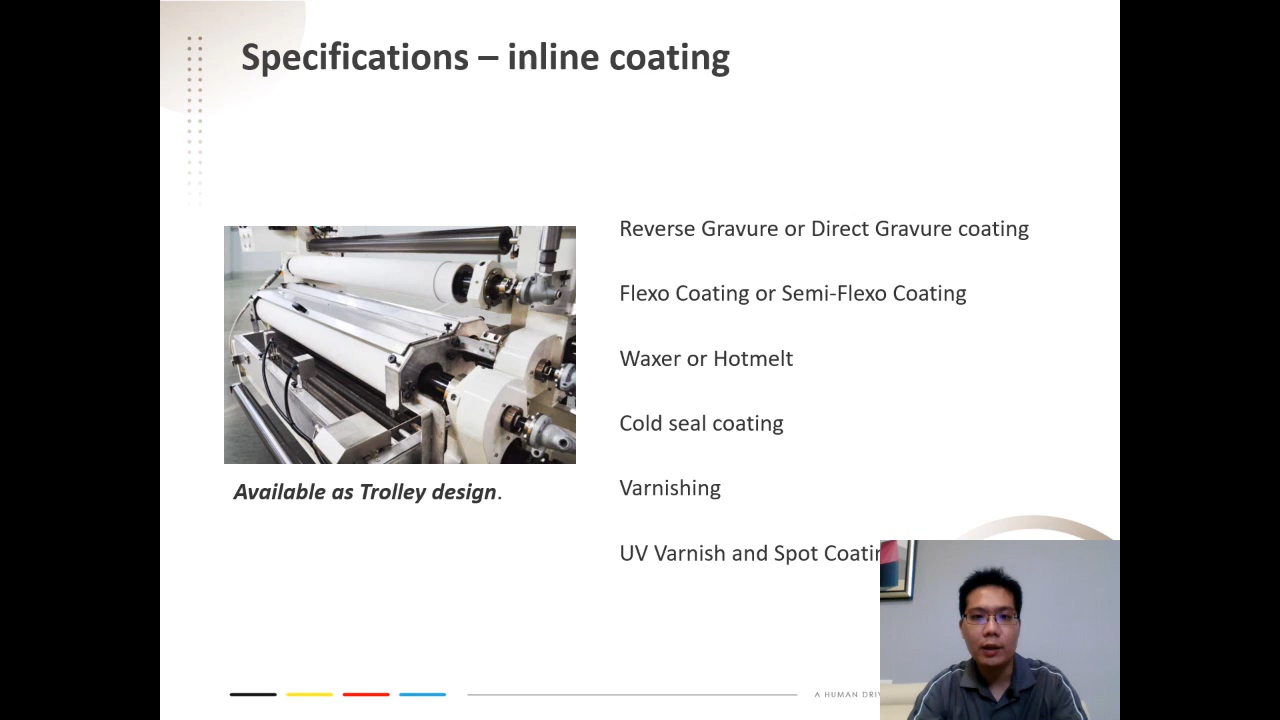 Specifications – inline coating
Reverse Gravure or Direct Gravure coating
Flexo Coating or Semi-Flexo Coating
Waxer or Hotmelt
Cold seal coating
Available as Trolley design.
Varnishing
UV Varnish and Spot
A HUMAN